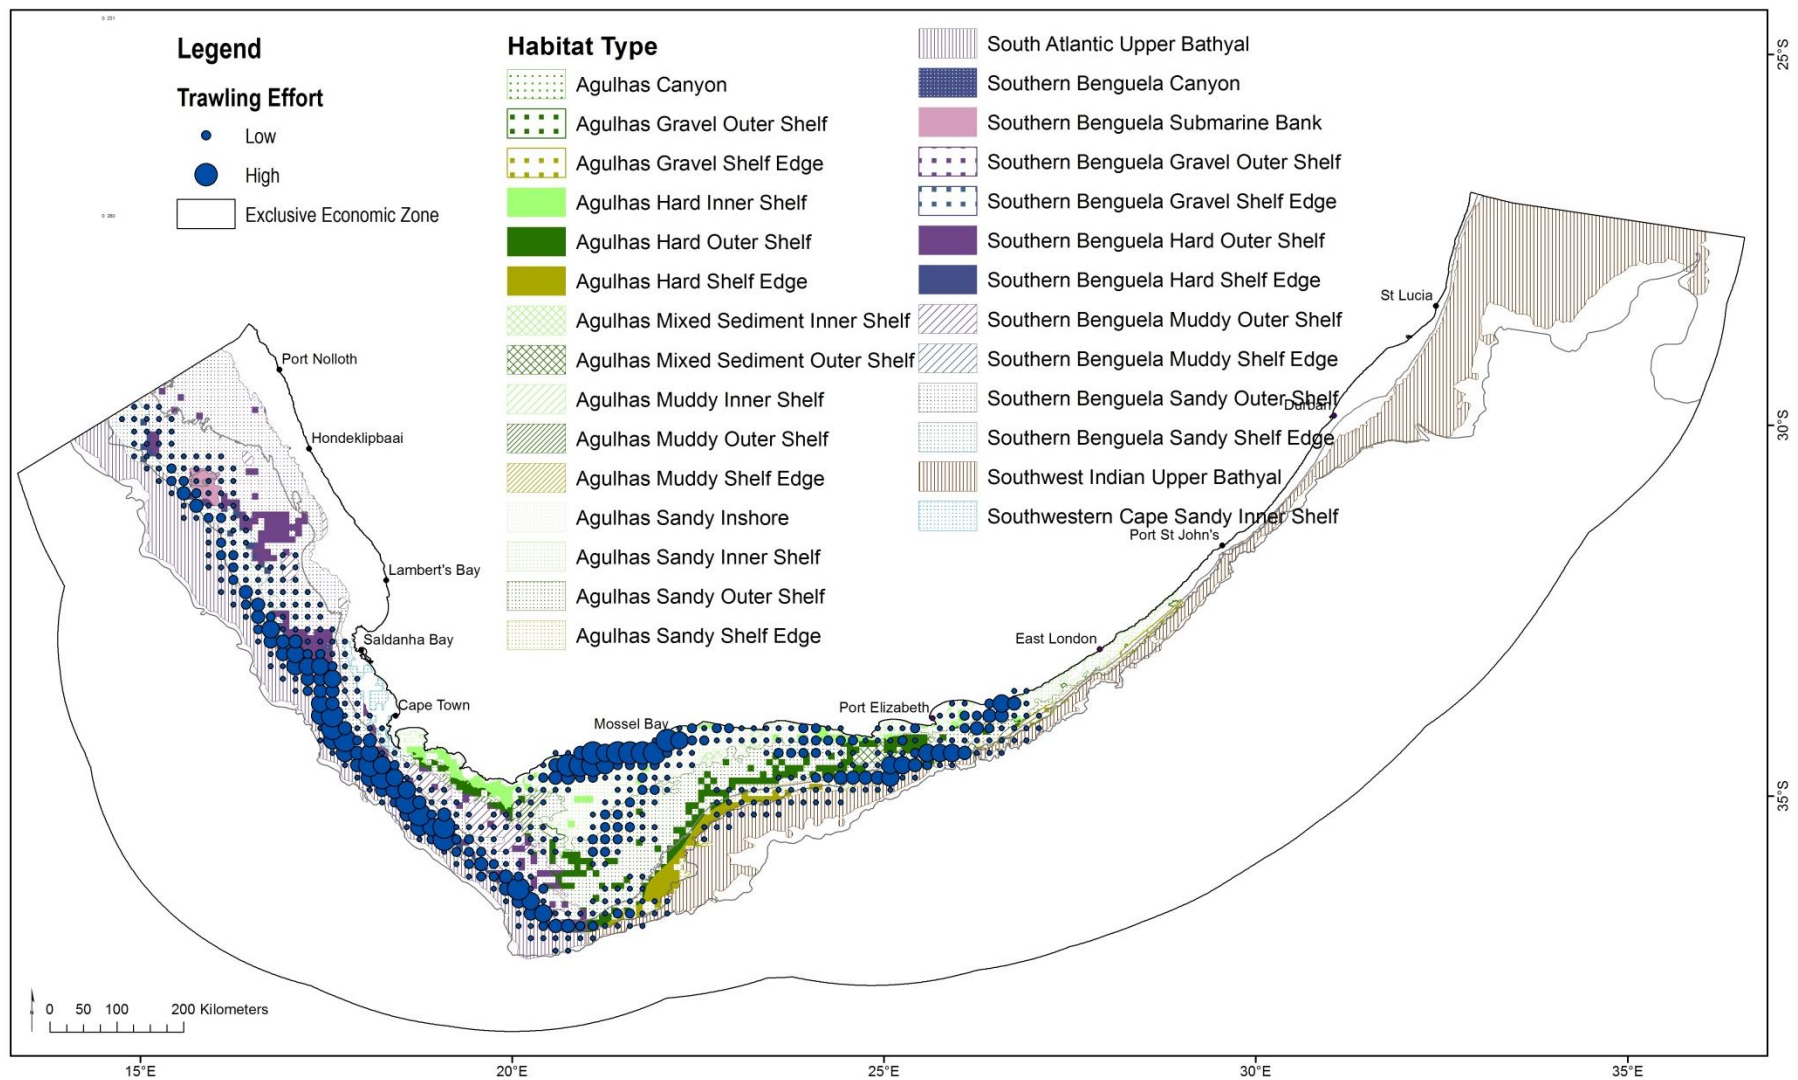 Legend
Trawling Effort
Low
High
Exclusive Economic Zone
Habitat Type
Agulhas Canyon
Agulhas Gravel Outer Shelf
Agulhas Gravel Shelf Edge
Agulhas Hard Inner Shelf
Agulhas Hard Outer Shelf
Agulhas Hard Shelf Edge
Agulhas Mixed Sediment Inner Shelf
Agulhas Mixed Sediment Outer Shelf
Agulhas Muddy Inner Shelf
Agulhas Muddy Outer Shelf
Agulhas Muddy Shelf Edge
Agulhas Sandy Inshore
Agulhas Sandy Inner Shelf
Agulhas Sandy Outer Shelf
Agulhas Sandy Shelf Edge
South Atlantic Upper Bathyal
Southern Benguela Canyon
Southern Benguela Submarine Bank
Southern Benguela Gravel Outer Shelf
Southern Benguela Gravel Shelf Edge
Southern Benguela Hard Outer Shelf
Southern Benguela Hard Shelf Edge
Southern Benguela Muddy Outer Shelf
Southern Benguela Muddy Shelf Edge
Southern Benguela Sandy Outer Shelf
Southern Benguela Sandy Shelf Edge
Southwest Indian Upper Bathyal
Southwestern Cape Sandy Inner Shelf
Port Nolloth
Hondeklipbaai
Lambert's Bay
Saldanha Bay
Cape Town
Mossel Bay
Port Elizabeth
East London
Port St John's
Durban
St Lucia
25°S
30°S
35°S
0 50 100 200 Kilometers
15°E
20°E
25°E
30°E
35°E